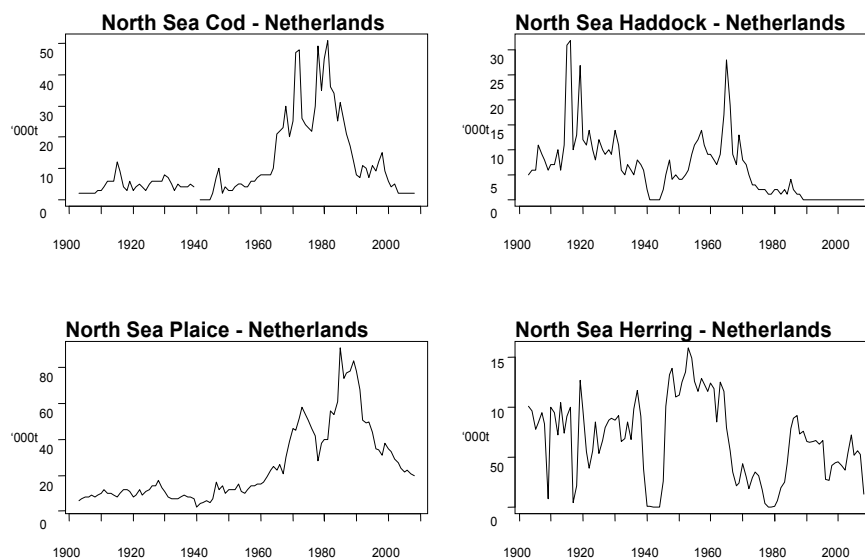 North Sea Cod - Netherlands
50
40
30
'000t
20
10
0
1900 1920 1940 1960 1980 2000
North Sea Haddock - Netherlands
30
25
20
'000t
15
10
5
0
1900 1920 1940 1960 1980 2000
North Sea Plaice - Netherlands
80
60
'000t
40
20
0
1900 1920 1940 1960 1980 2000
North Sea Herring - Netherlands
15
10
'000t
50
0
1900 1920 1940 1960 1980 2000